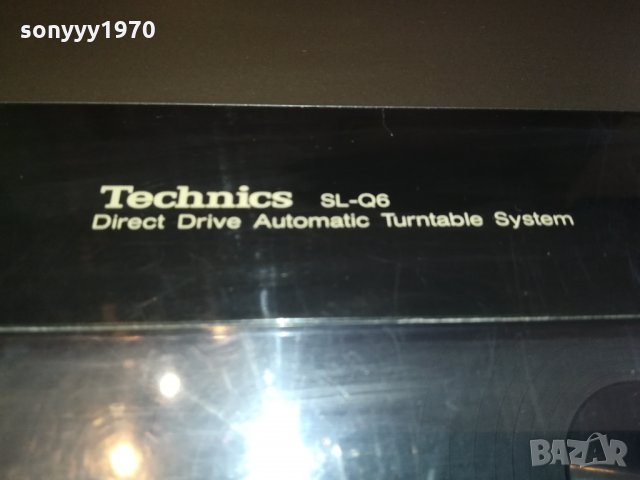 sonyyy1970
Technics SL-Q6
Direct Drive Automatic Turntable System
BAZAR